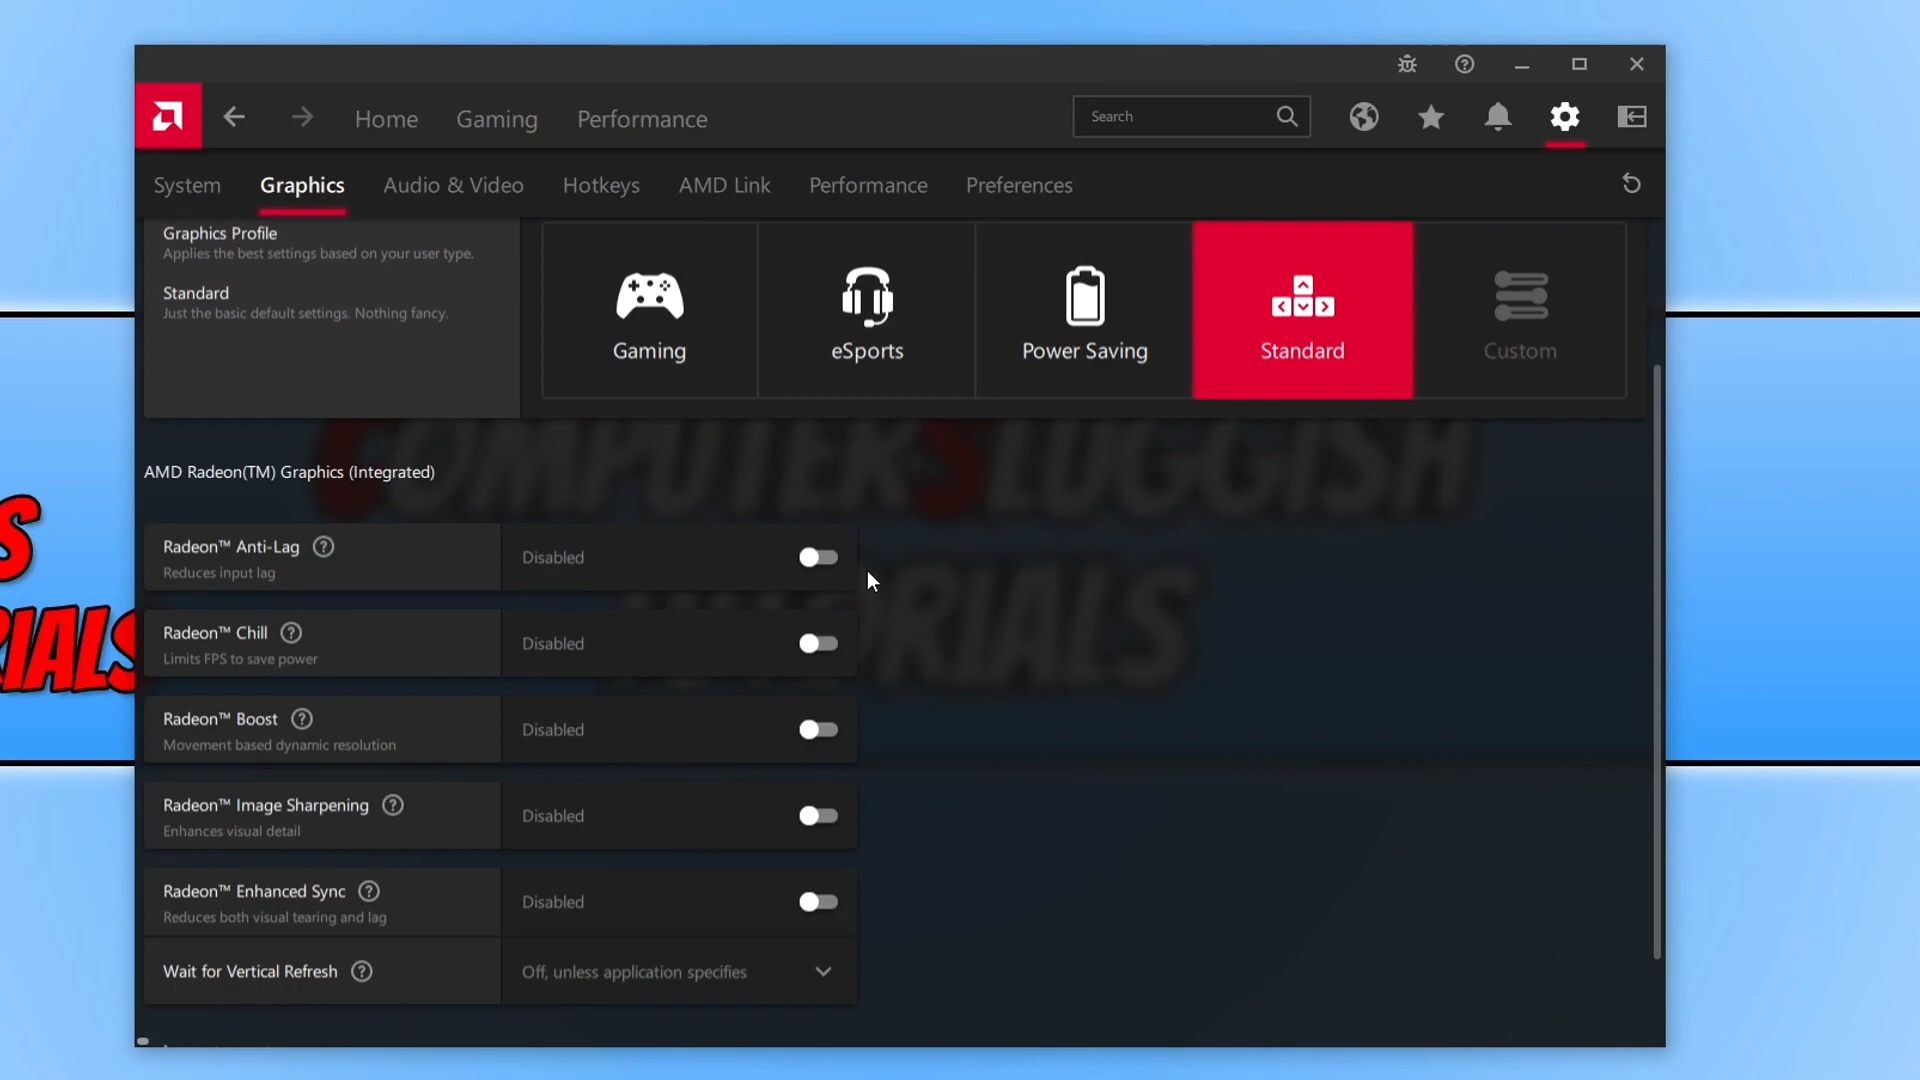 Home Gaming Performance Search
System Graphics Audio & Video Hotkeys AMD Link Performance Preferences
Graphics Profile
Applies the best settings based on your user type.
Standard
Just the basic default settings. Nothing fancy.
Gaming eSports Power Saving Standard Custom
COMPUTERSLUGGISH
TUTORIALS
AMD Radeon(TM) Graphics (Integrated)
Radeon™ Anti-Lag ?
Reduces input lag
Disabled
Radeon™ Chill ?
Limits FPS to save power
Disabled
Radeon™ Boost ?
Movement based dynamic resolution
Disabled
Radeon™ Image Sharpening ?
Enhances visual detail
Disabled
Radeon™ Enhanced Sync ?
Reduces both visual tearing and lag
Disabled
Wait for Vertical Refresh ?
Off, unless application specifies
S
RIALS